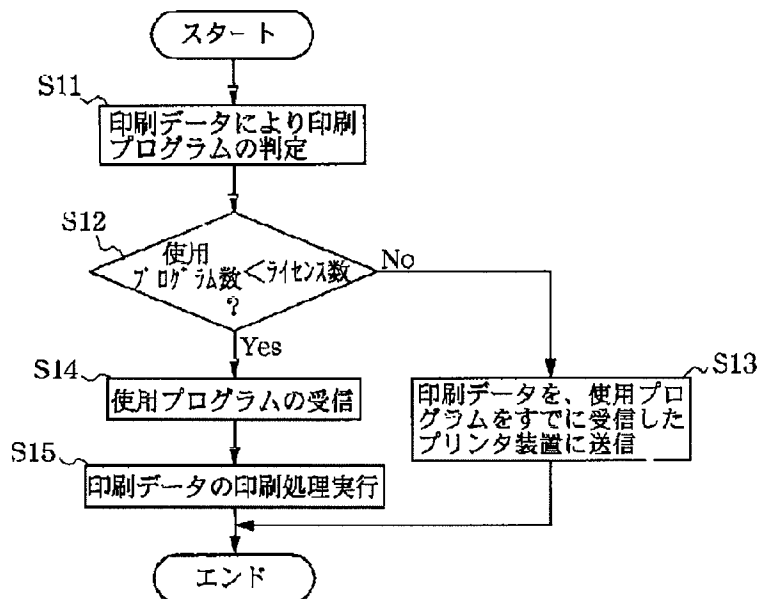 スタート
S11
印刷データにより印刷
プログラムの判定
S12
使用
プログラム数<ライセンス数
?
No
Yes
S14
使用プログラムの受信
S13
印刷データを、使用プロ
グラムをすでに受信した
プリンタ装置に送信
S15
印刷データの印刷処理実行
エンド